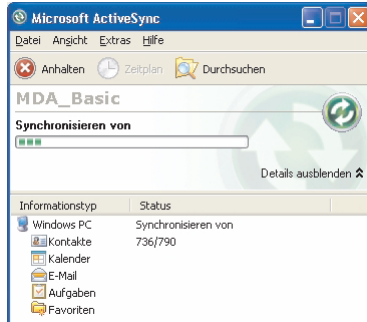 Microsoft ActiveSync
Datei Ansicht Extras Hilfe
Anhalten Zeitplan Durchsuchen
MDA_Basic
Synchronisieren von
Details ausblenden
Informationstyp Status
Windows PC Synchronisieren von
Kontakte 736/790
Kalender
E-Mail
Aufgaben
Favoriten